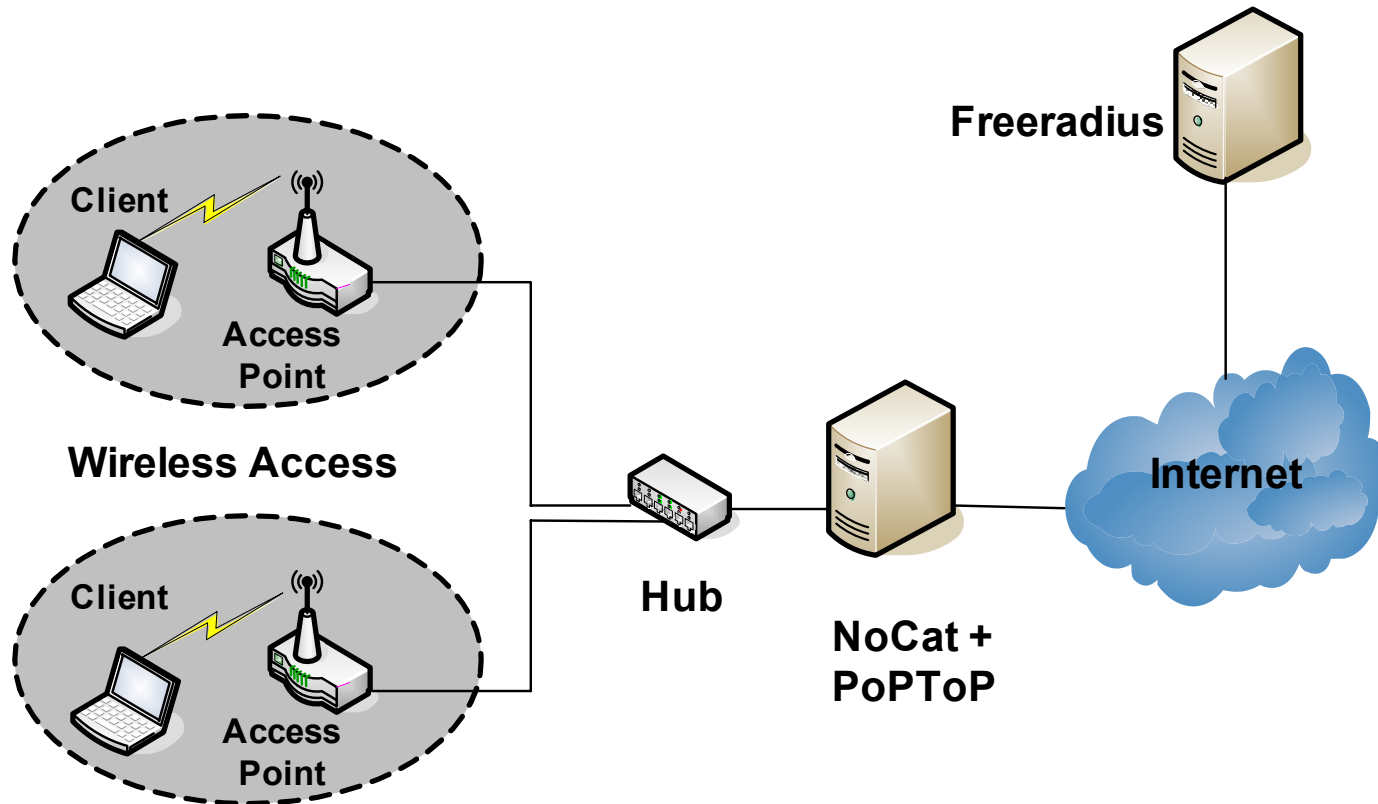 Freeradius
Client
Access
Point
Wireless Access
Internet
Client
Hub
NoCat +
PoPToP
Access
Point